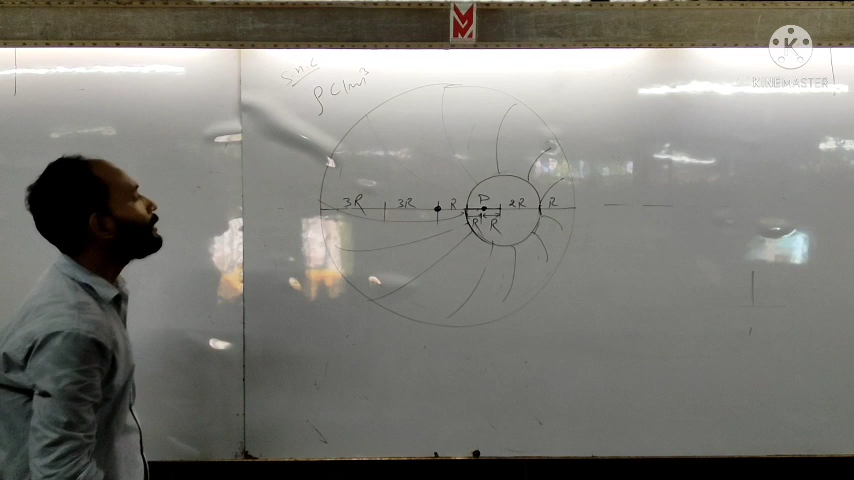 S.N.C
ρ C/m³
3R 3R R P 2R R
R R
K
KINEMASTER